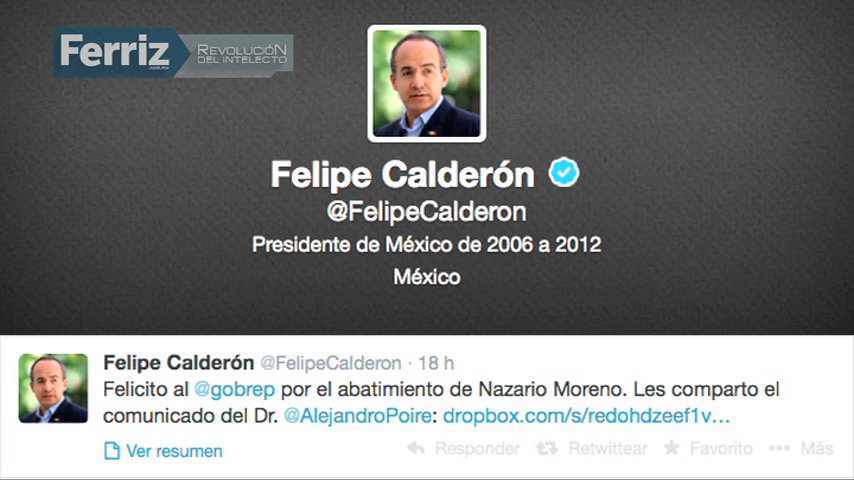 Ferriz
.com.mx
REVOLUCIÓN
DEL INTELECTO
Felipe Calderón
@FelipeCalderon
Presidente de México de 2006 a 2012
México
Felipe Calderón @FelipeCalderon · 18 h
Felicito al @gobrep por el abatimiento de Nazario Moreno. Les comparto el
comunicado del Dr. @AlejandroPoire: dropbox.com/s/redohdzeef1v…
Ver resumen
Responder Retwittear Favorito Más